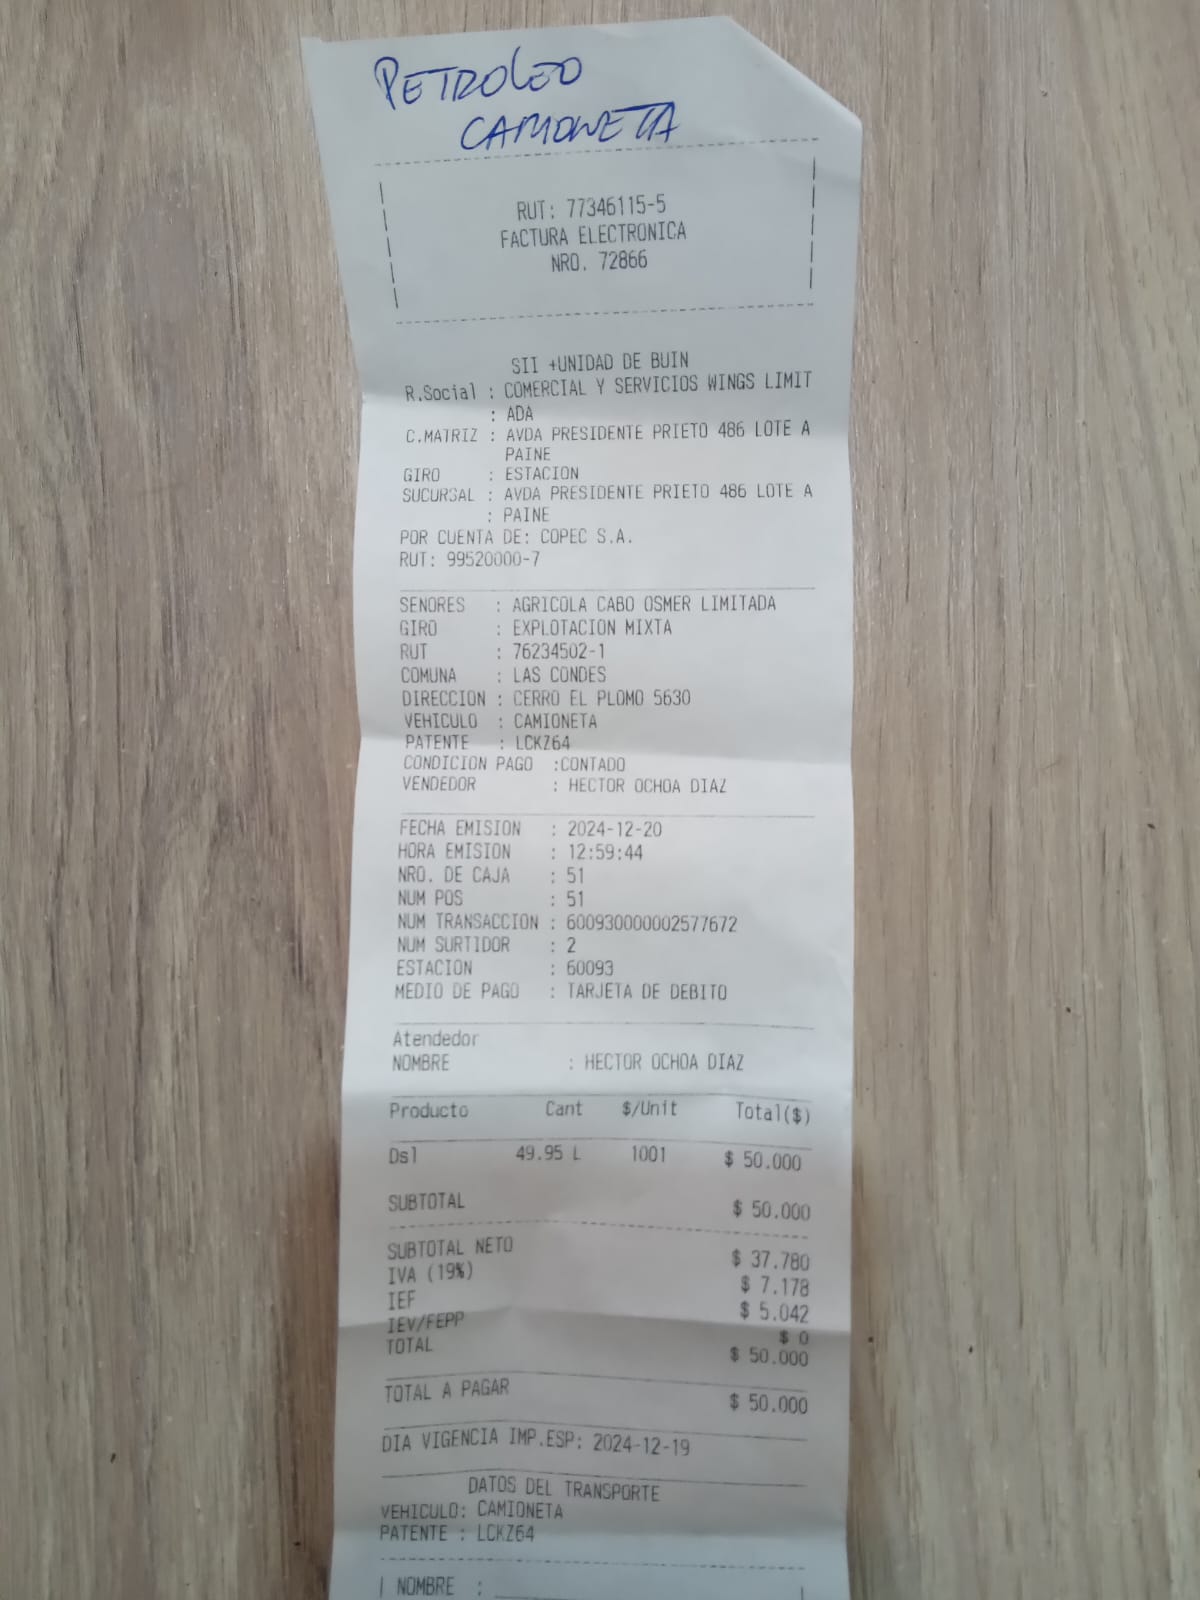 PETROLEO
CAMIONETA
RUT: 77346115-5
FACTURA ELECTRONICA
NRO. 72866
SII +UNIDAD DE BUIN
R.Social : COMERCIAL Y SERVICIOS WINGS LIMIT
: ADA
C.MATRIZ : AVDA PRESIDENTE PRIETO 486 LOTE A
PAINE
GIRO : ESTACION
SUCURSAL : AVDA PRESIDENTE PRIETO 486 LOTE A
: PAINE
POR CUENTA DE: COPEC S.A.
RUT: 99520000-7
SENORES : AGRICOLA CABO OSMER LIMITADA
GIRO : EXPLOTACION MIXTA
RUT : 76234502-1
COMUNA : LAS CONDES
DIRECCION : CERRO EL PLOMO 5630
VEHICULO : CAMIONETA
PATENTE : LCKZ64
CONDICION PAGO :CONTADO
VENDEDOR : HECTOR OCHOA DIAZ
FECHA EMISION : 2024-12-20
HORA EMISION : 12:59:44
NRO. DE CAJA : 51
NUM POS : 51
NUM TRANSACCION : 600930000002577672
NUM SURTIDOR : 2
ESTACION : 60093
MEDIO DE PAGO : TARJETA DE DEBITO
Atendedor
NOMBRE : HECTOR OCHOA DIAZ
Producto Cant $/Unit Total($)
Dsl 49.95 L 1001 $ 50.000
SUBTOTAL $ 50.000
SUBTOTAL NETO $ 37.780
IVA (19%) $ 7.178
IEF $ 5.042
IEV/FEPP $ 0
TOTAL $ 50.000
TOTAL A PAGAR $ 50.000
DIA VIGENCIA IMP.ESP: 2024-12-19
DATOS DEL TRANSPORTE
VEHICULO: CAMIONETA
PATENTE : LCKZ64
NOMBRE :